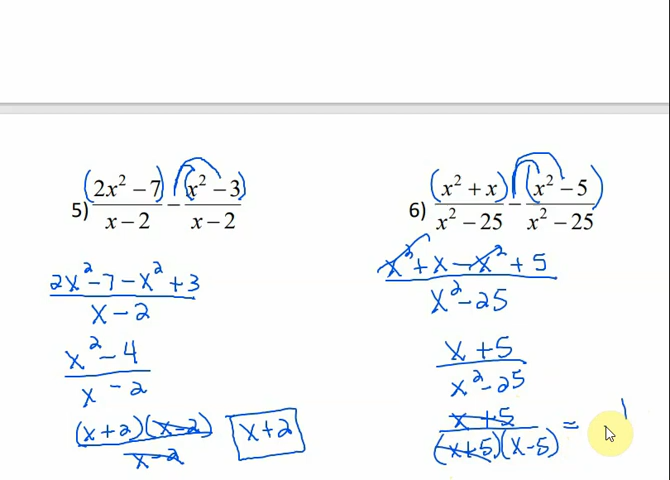 5) (2x² − 7)/(x − 2) − (x² − 3)/(x − 2)
(2x² − 7 − x² + 3)/(x − 2)
(x² − 4)/(x − 2)
(x+2)(x−2)/(x−2) x+2
6) (x² + x)/(x² − 25) − (x² − 5)/(x² − 25)
(x² + x − x² + 5)/(x² − 25)
(x + 5)/(x² − 25)
(x + 5)/((x+5)(x−5)) = 1